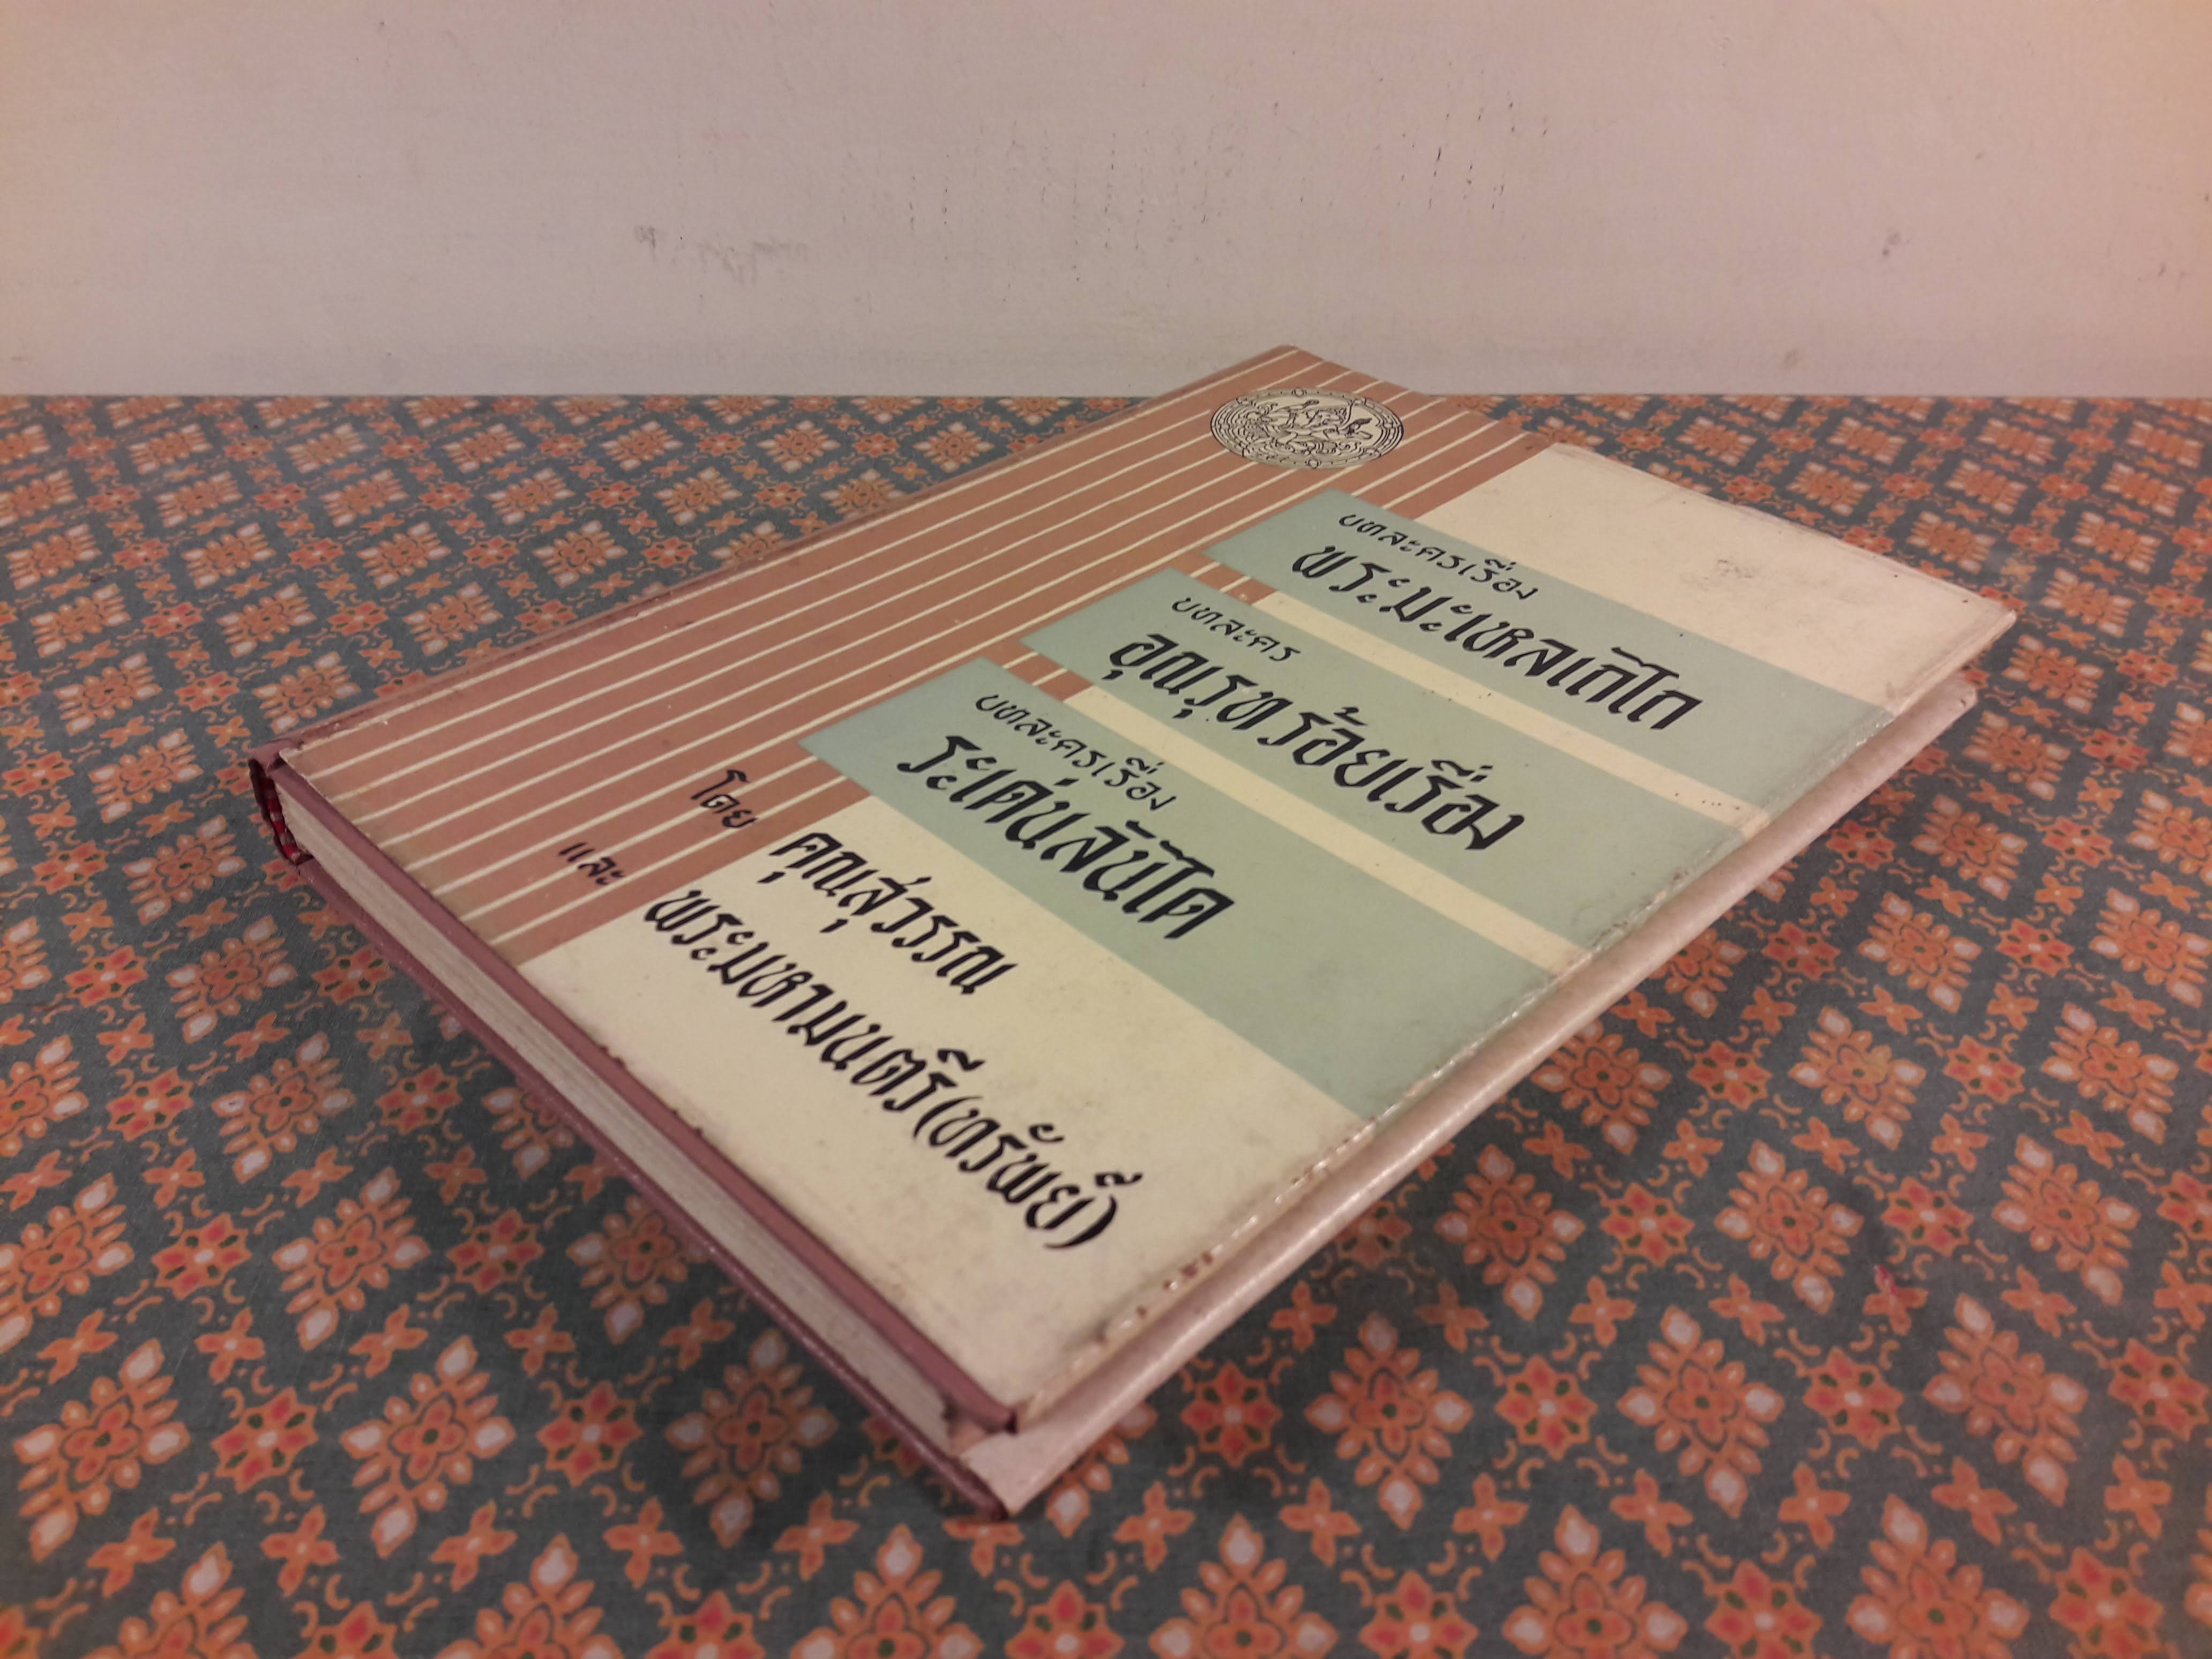 บทละครเรื่อง
พระมะเหลเถไถ
บทละคร
อุณรุทร้อยเรื่อง
บทละครเรื่อง
ระเด่นลันได
โดย คุณสุวรรณ
และ พระมหามนตรี(ทรัพย์)